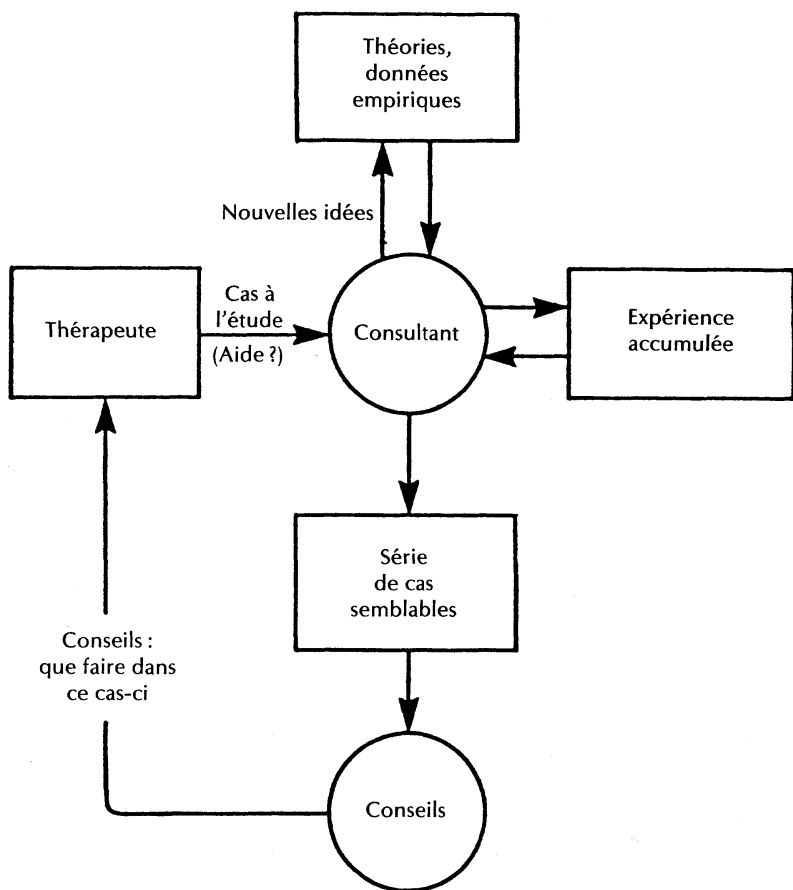 Théories,
données
empiriques
Nouvelles idées
Thérapeute
Cas à
l'étude
(Aide ?)
Consultant
Expérience
accumulée
Série
de cas
semblables
Conseils :
que faire dans
ce cas-ci
Conseils